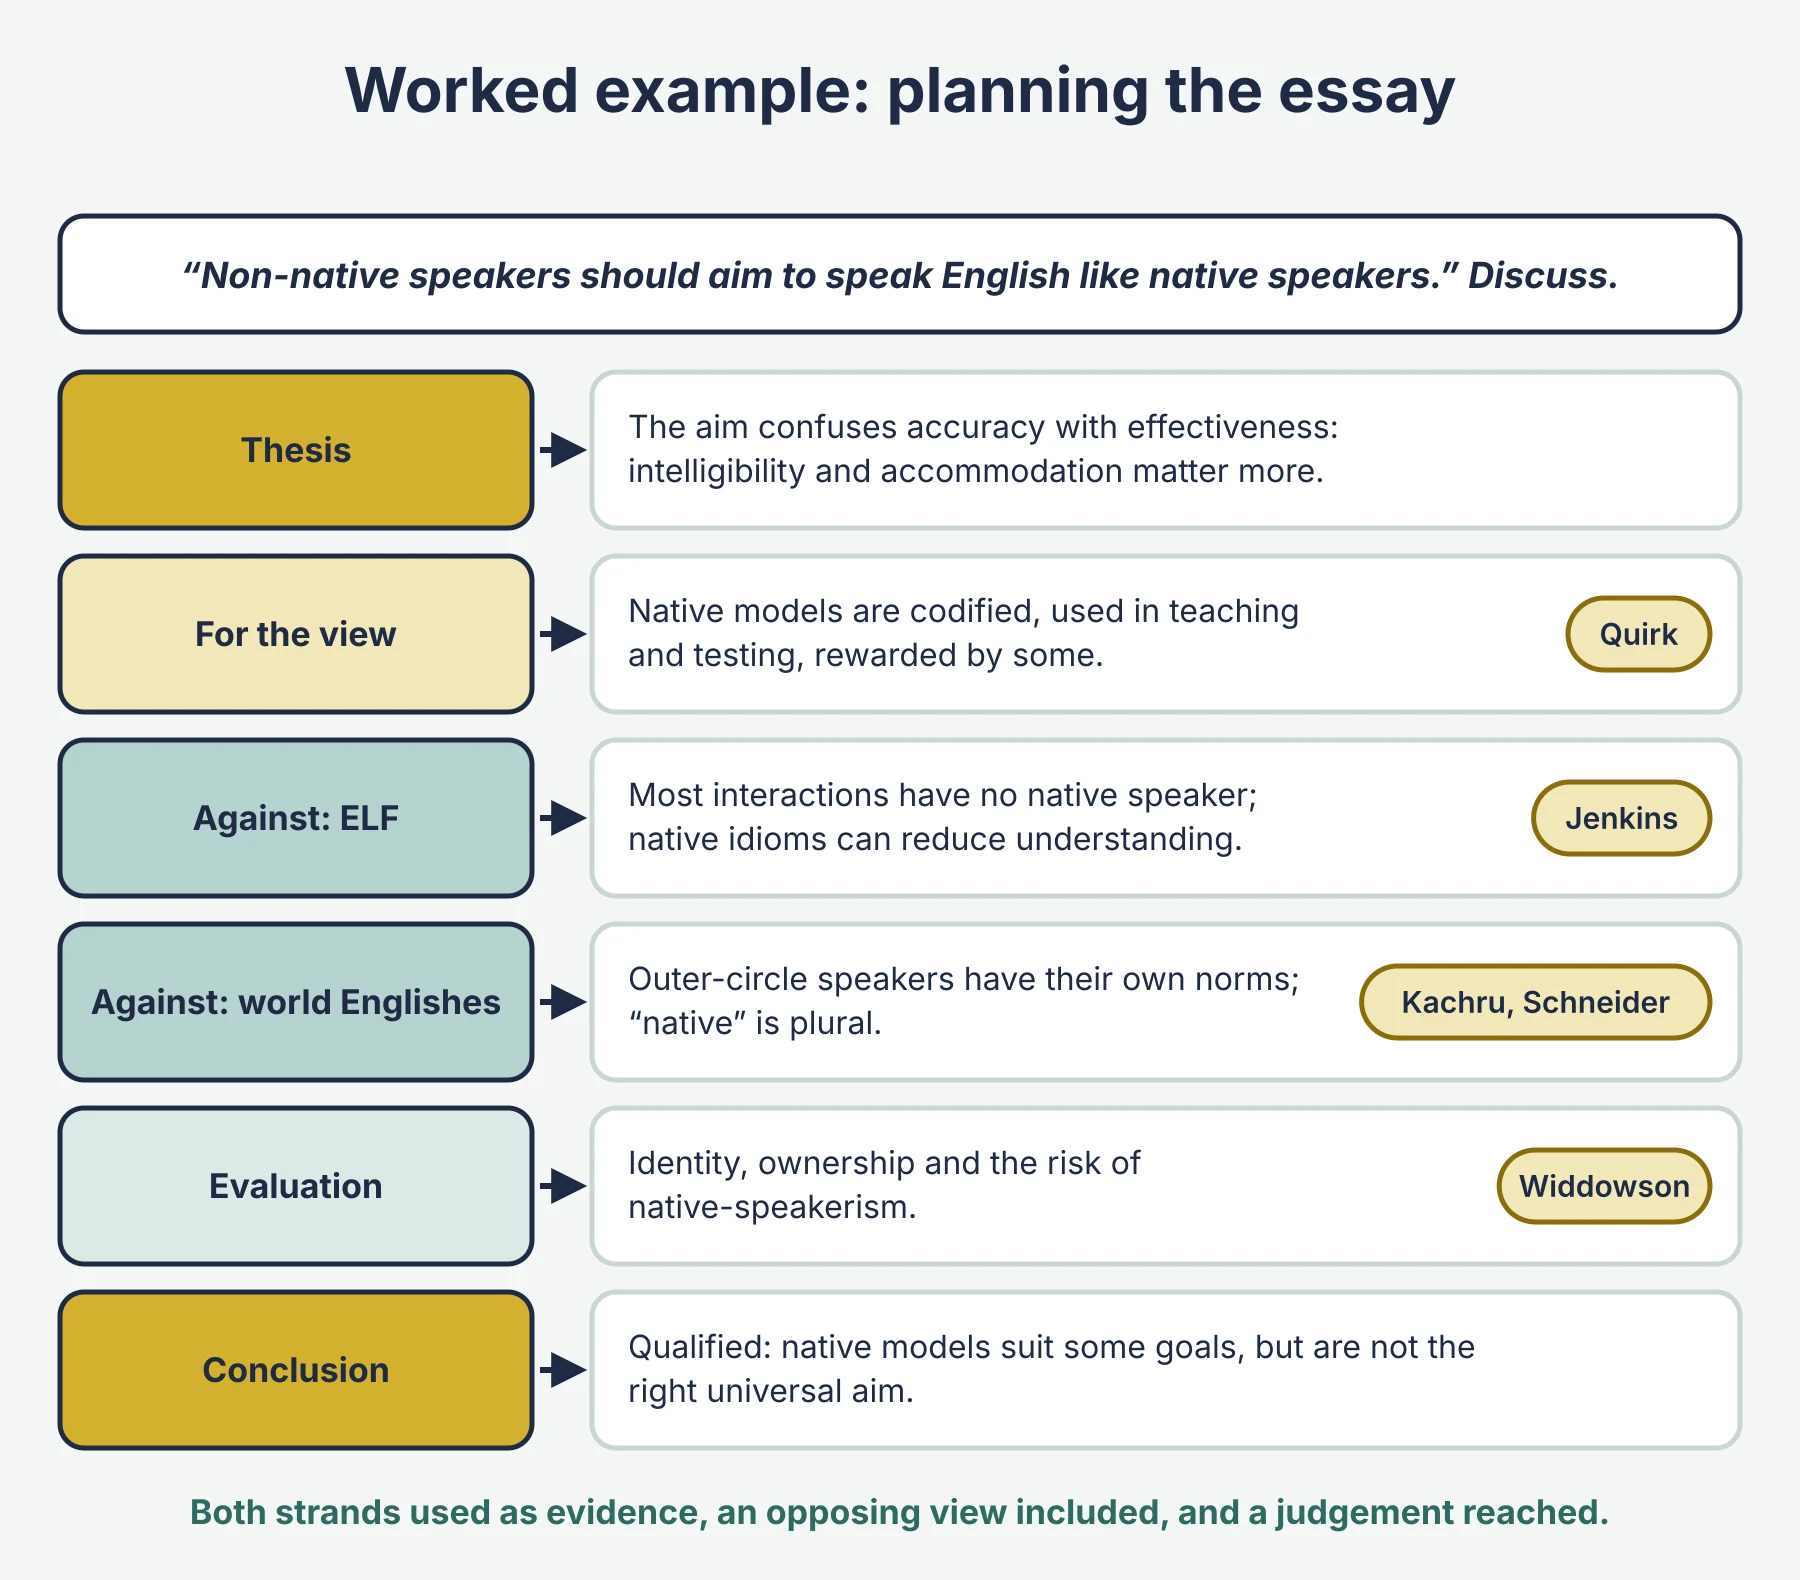 Worked example: planning the essay
“Non-native speakers should aim to speak English like native speakers.” Discuss.
Thesis
The aim confuses accuracy with effectiveness:
intelligibility and accommodation matter more.
For the view
Native models are codified, used in teaching
and testing, rewarded by some.
Quirk
Against: ELF
Most interactions have no native speaker;
native idioms can reduce understanding.
Jenkins
Against: world Englishes
Outer-circle speakers have their own norms;
“native” is plural.
Kachru, Schneider
Evaluation
Identity, ownership and the risk of
native-speakerism.
Widdowson
Conclusion
Qualified: native models suit some goals, but are not the
right universal aim.
Both strands used as evidence, an opposing view included, and a judgement reached.